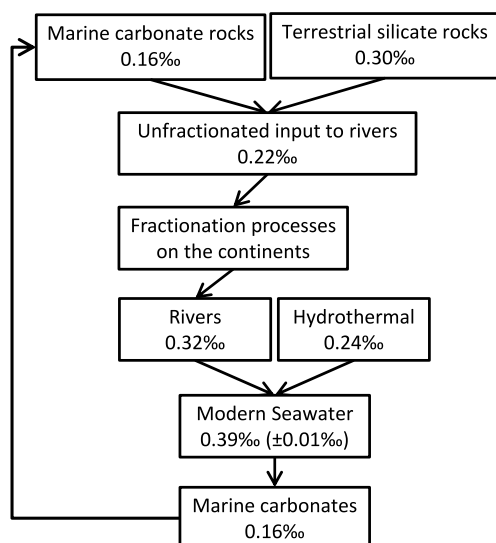 Marine carbonate rocks
0.16‰
Terrestrial silicate rocks
0.30‰
Unfractionated input to rivers
0.22‰
Fractionation processes
on the continents
Rivers
0.32‰
Hydrothermal
0.24‰
Modern Seawater
0.39‰ (±0.01‰)
Marine carbonates
0.16‰